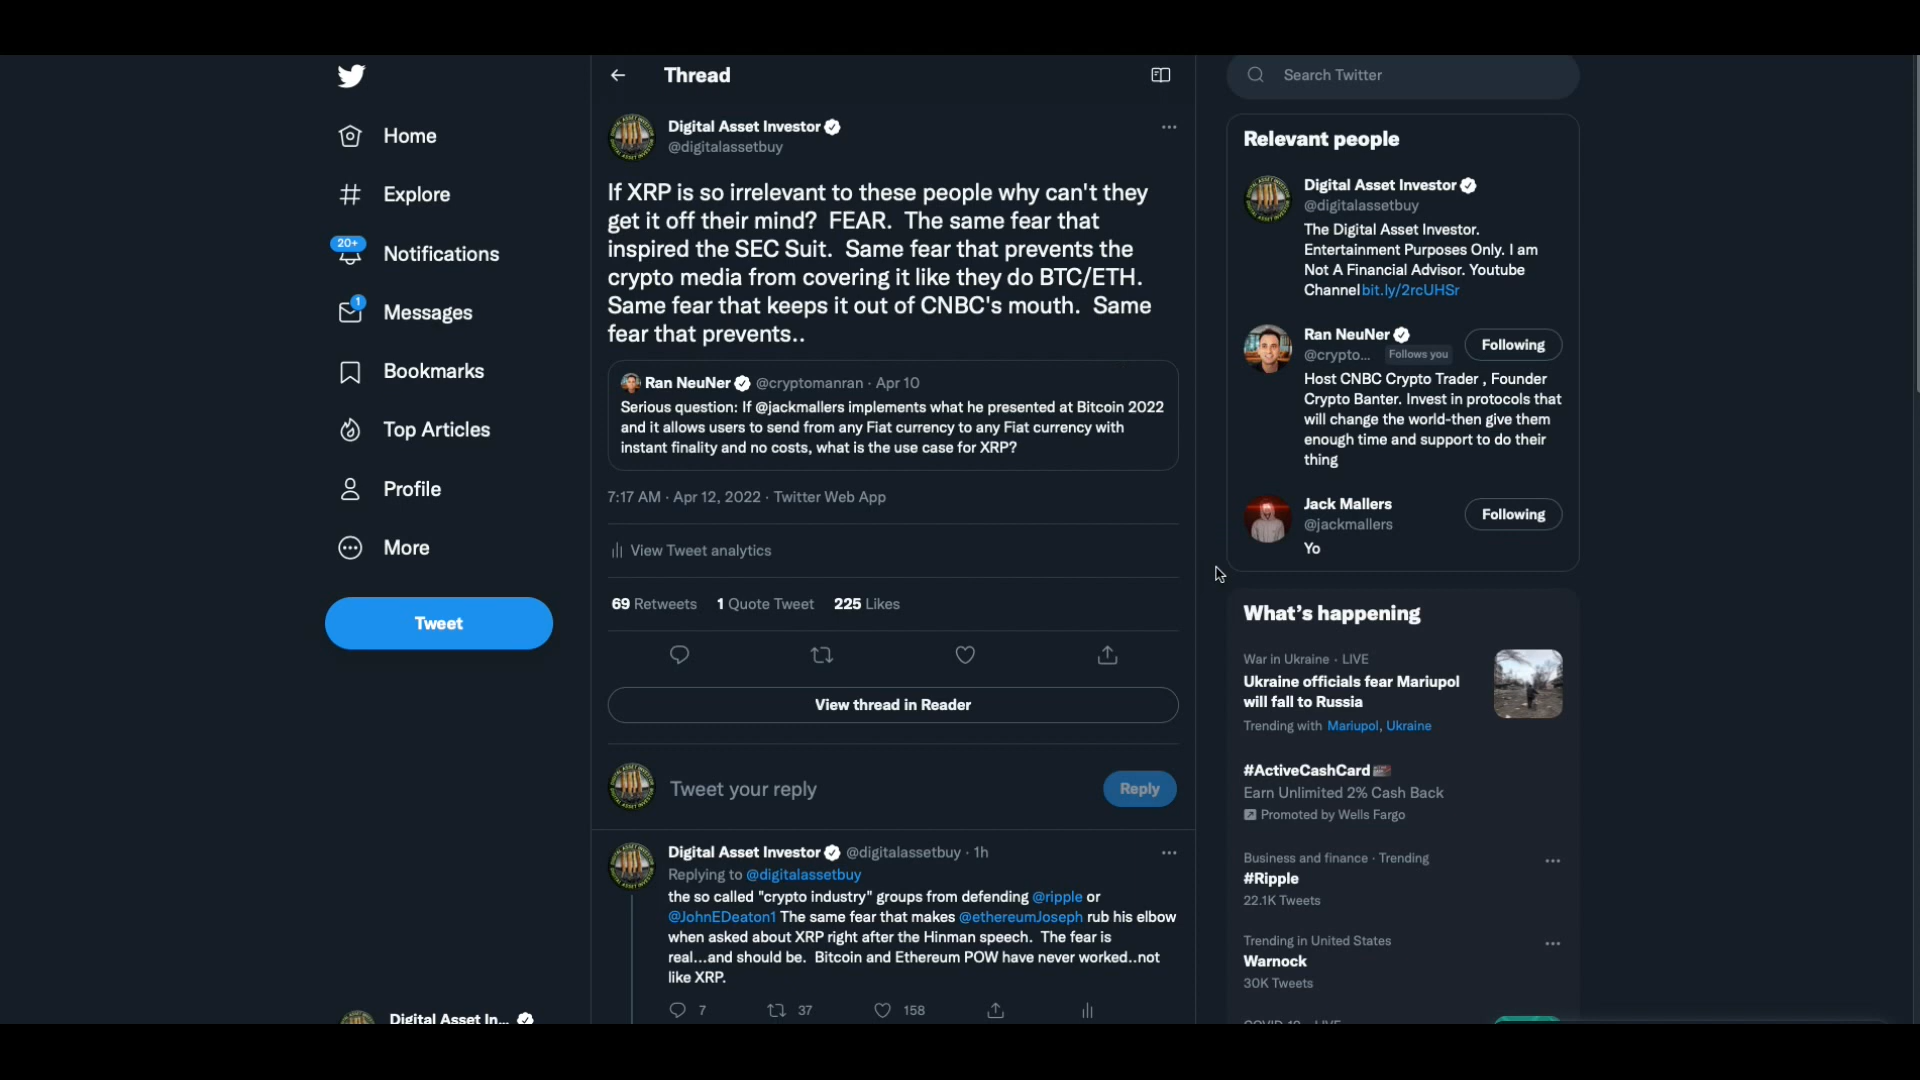 Home
Explore
20+
Notifications
1
Messages
Bookmarks
Top Articles
Profile
More
Tweet
Digital Asset In...
Thread
Digital Asset Investor
@digitalassetbuy
If XRP is so irrelevant to these people why can't they
get it off their mind?  FEAR.  The same fear that
inspired the SEC Suit.  Same fear that prevents the
crypto media from covering it like they do BTC/ETH.
Same fear that keeps it out of CNBC's mouth.  Same
fear that prevents..
Ran NeuNer @cryptomanran · Apr 10
Serious question: If @jackmallers implements what he presented at Bitcoin 2022
and it allows users to send from any Fiat currency to any Fiat currency with
instant finality and no costs, what is the use case for XRP?
7:17 AM · Apr 12, 2022 · Twitter Web App
View Tweet analytics
69 Retweets 1 Quote Tweet 225 Likes
View thread in Reader
Tweet your reply
Reply
Digital Asset Investor @digitalassetbuy · 1h
Replying to @digitalassetbuy
the so called "crypto industry" groups from defending @ripple or
@JohnEDeaton1 The same fear that makes @ethereumJoseph rub his elbow
when asked about XRP right after the Hinman speech.  The fear is
real...and should be.  Bitcoin and Ethereum POW have never worked..not
like XRP.
7 37 158
Search Twitter
Relevant people
Digital Asset Investor
@digitalassetbuy
The Digital Asset Investor.
Entertainment Purposes Only. I am
Not A Financial Advisor. Youtube
Channel bit.ly/2rcUHSr
Ran NeuNer
@crypto... Follows you
Following
Host CNBC Crypto Trader , Founder
Crypto Banter. Invest in protocols that
will change the world-then give them
enough time and support to do their
thing
Jack Mallers
@jackmallers
Following
Yo
What's happening
War in Ukraine · LIVE
Ukraine officials fear Mariupol
will fall to Russia
Trending with Mariupol, Ukraine
#ActiveCashCard
Earn Unlimited 2% Cash Back
Promoted by Wells Fargo
Business and finance · Trending
#Ripple
22.1K Tweets
Trending in United States
Warnock
30K Tweets
COVID-19 · LIVE